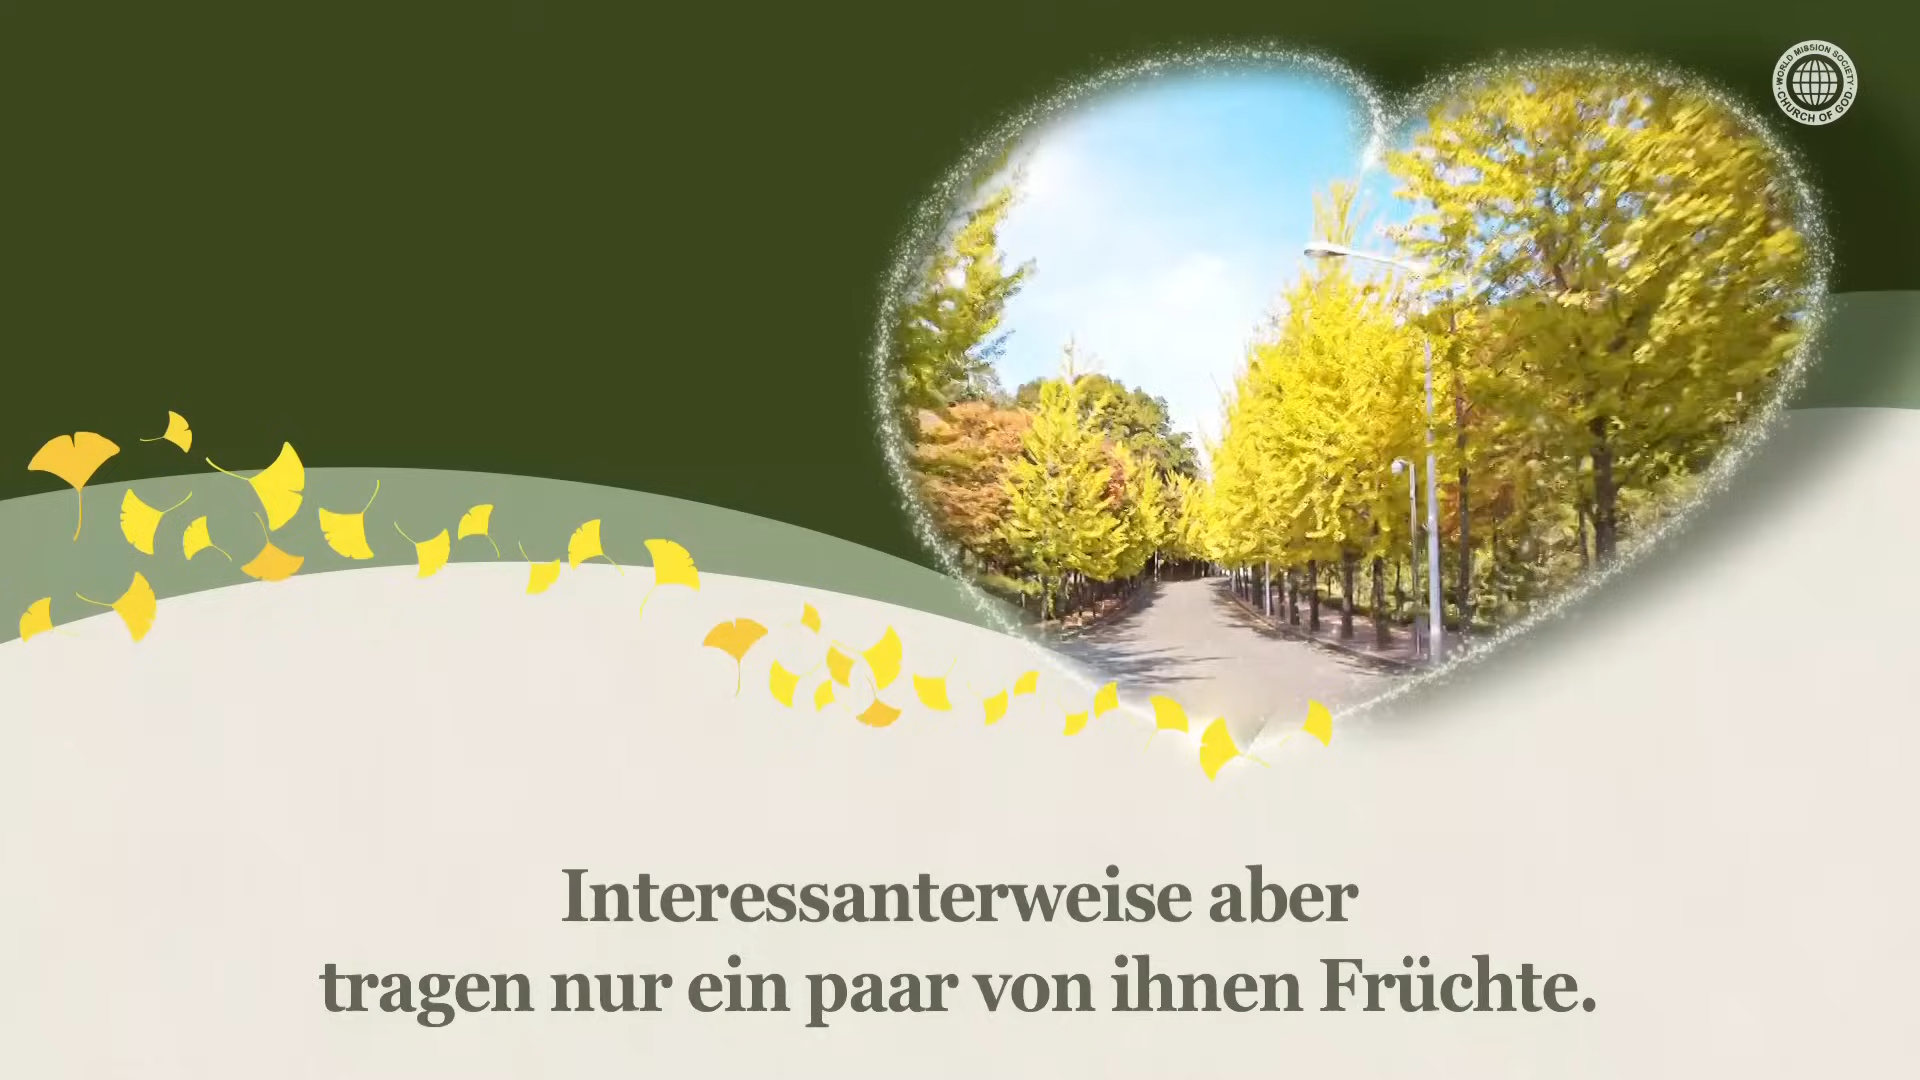 WORLD MISSION SOCIETY
CHURCH OF GOD
Interessanterweise aber
tragen nur ein paar von ihnen Früchte.